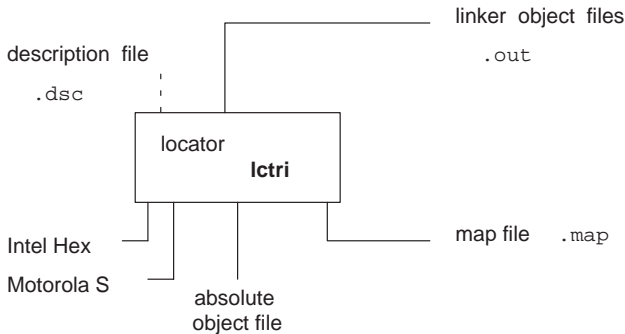 linker object files
.out
description file
.dsc
locator
lctri
Intel Hex
Motorola S
absolute
object file
map file .map